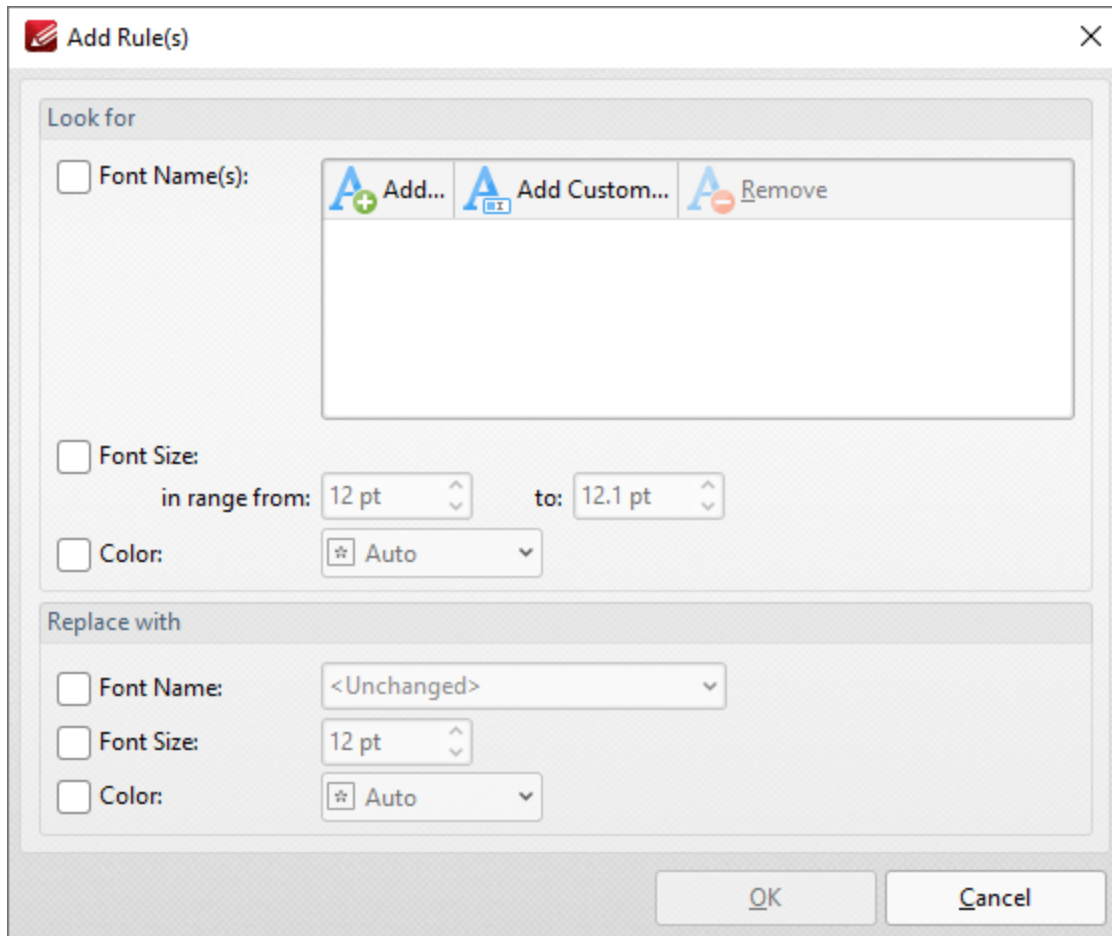 Add Rule(s)
Look for
Font Name(s):
Add... Add Custom... Remove
Font Size:
in range from: 12 pt to: 12.1 pt
Color: Auto
Replace with
Font Name: <Unchanged>
Font Size: 12 pt
Color: Auto
OK Cancel